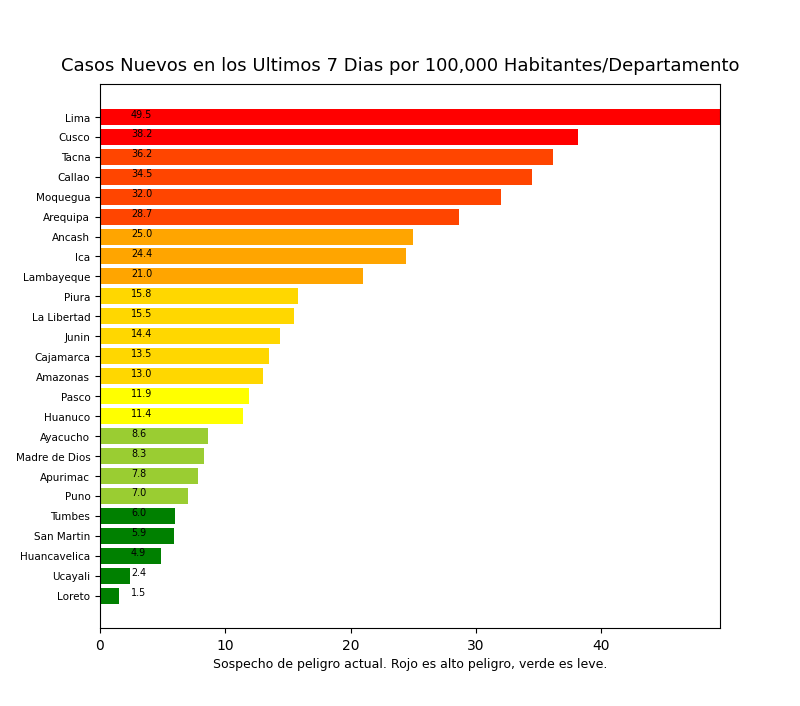 Casos Nuevos en los Ultimos 7 Dias por 100,000 Habitantes/Departamento
Lima 49.5
Cusco 38.2
Tacna 36.2
Callao 34.5
Moquegua 32.0
Arequipa 28.7
Ancash 25.0
Ica 24.4
Lambayeque 21.0
Piura 15.8
La Libertad 15.5
Junin 14.4
Cajamarca 13.5
Amazonas 13.0
Pasco 11.9
Huanuco 11.4
Ayacucho 8.6
Madre de Dios 8.3
Apurimac 7.8
Puno 7.0
Tumbes 6.0
San Martin 5.9
Huancavelica 4.9
Ucayali 2.4
Loreto 1.5
0 10 20 30 40
Sospecho de peligro actual. Rojo es alto peligro, verde es leve.